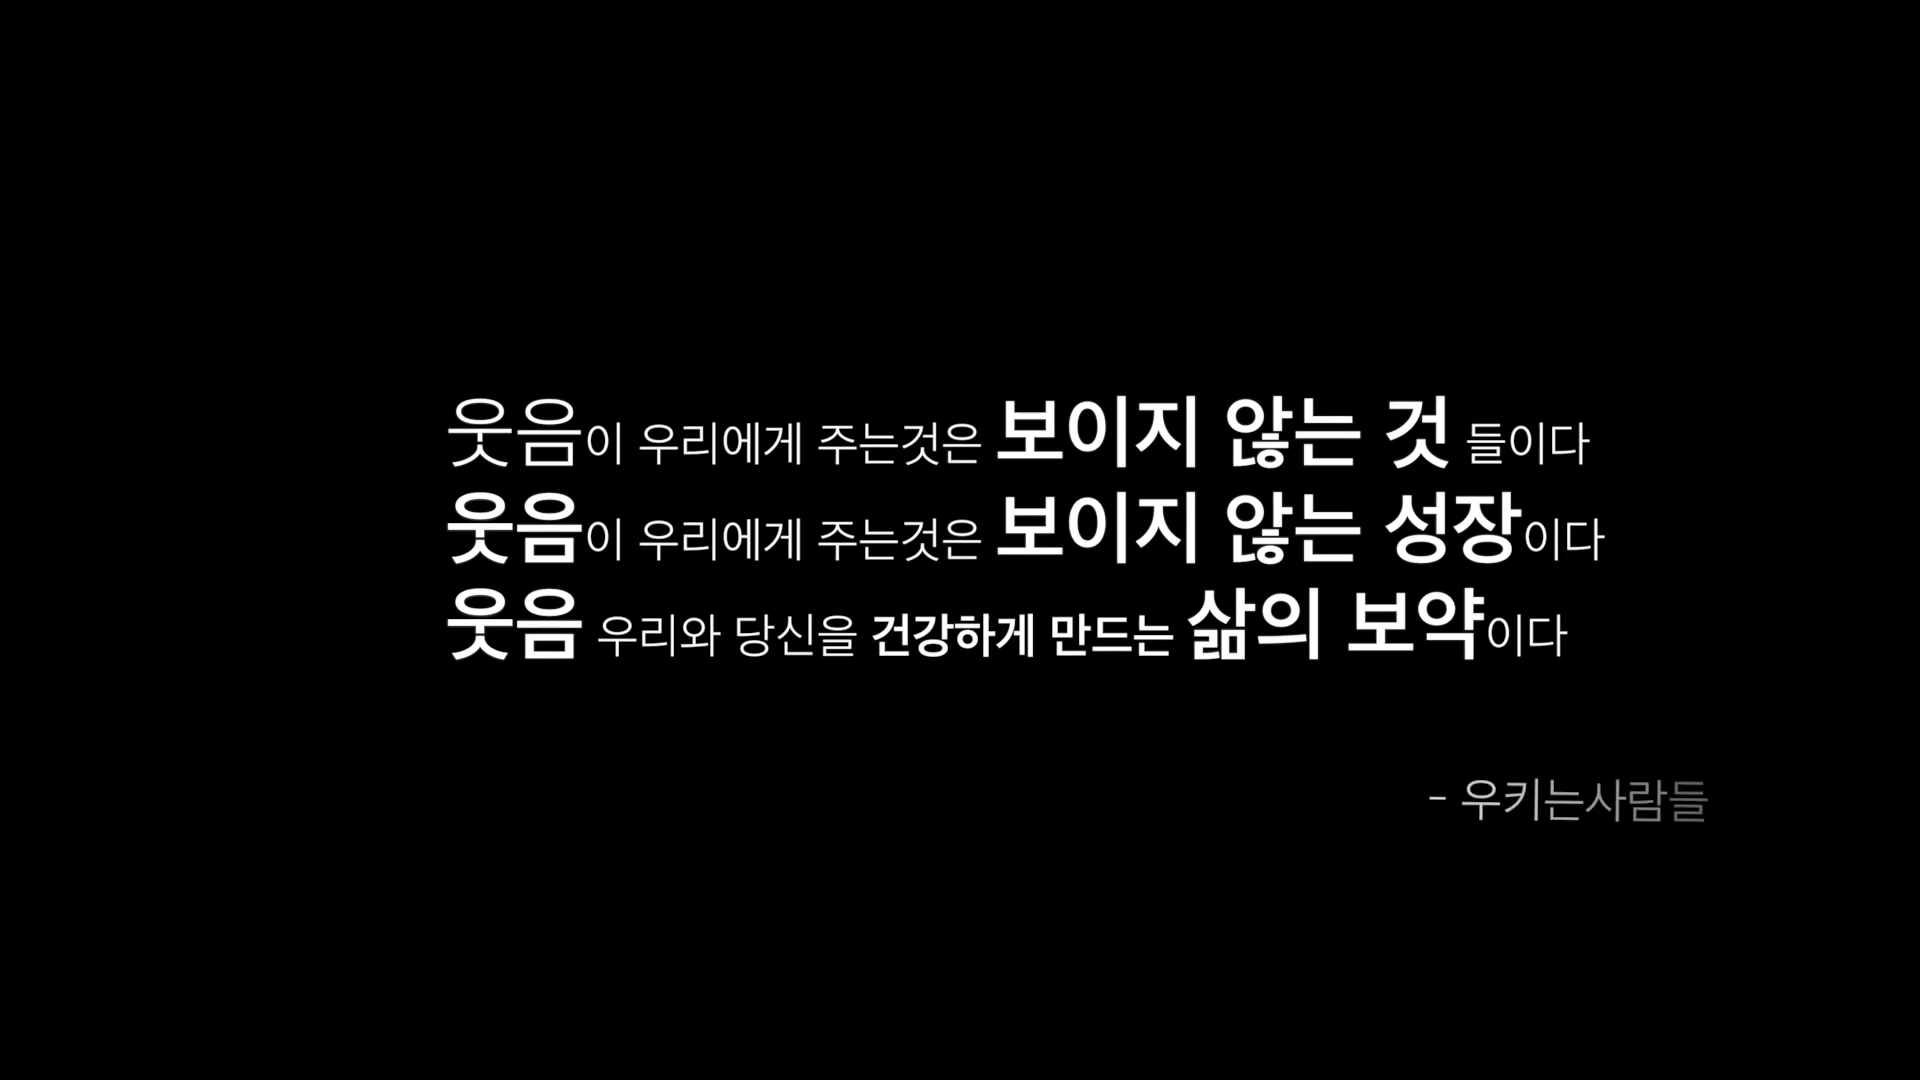 웃음이 우리에게 주는것은 보이지 않는 것 들이다
웃음이 우리에게 주는것은 보이지 않는 성장이다
웃음 우리와 당신을 건강하게 만드는 삶의 보약이다
- 우키는사람들